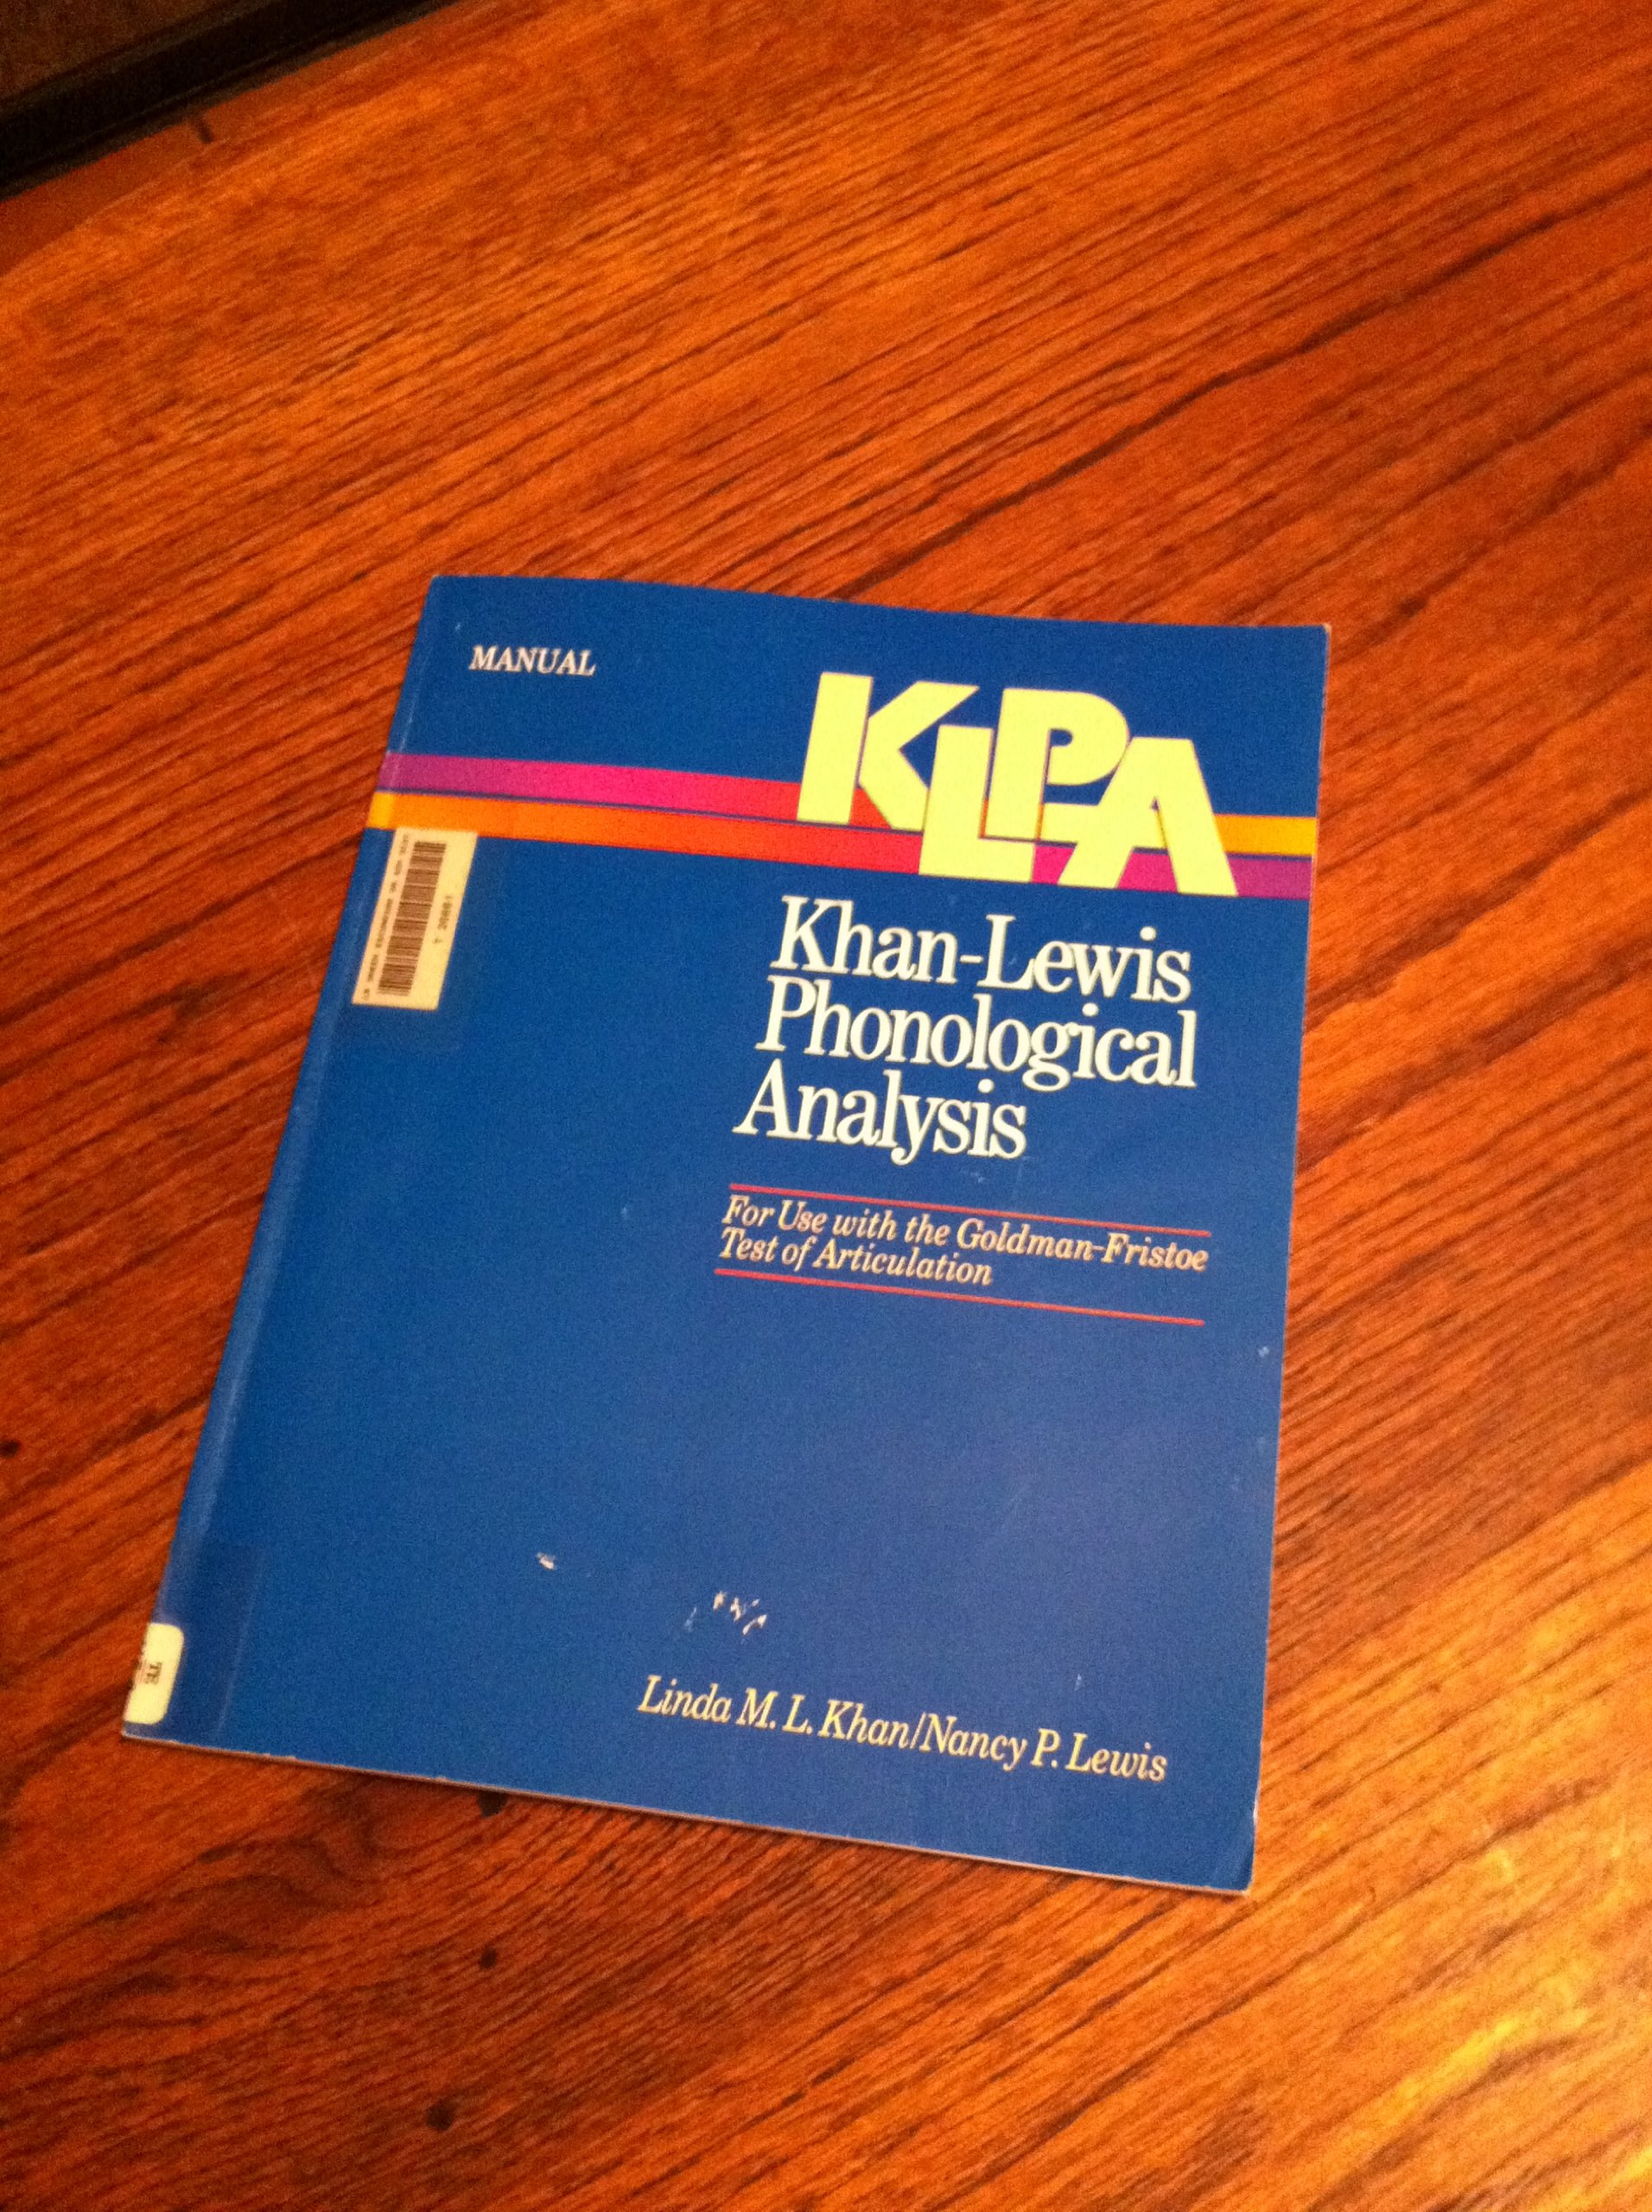 MANUAL
KLPA
Khan-Lewis
Phonological
Analysis
For Use with the Goldman-Fristoe
Test of Articulation
Linda M. L. Khan/Nancy P. Lewis